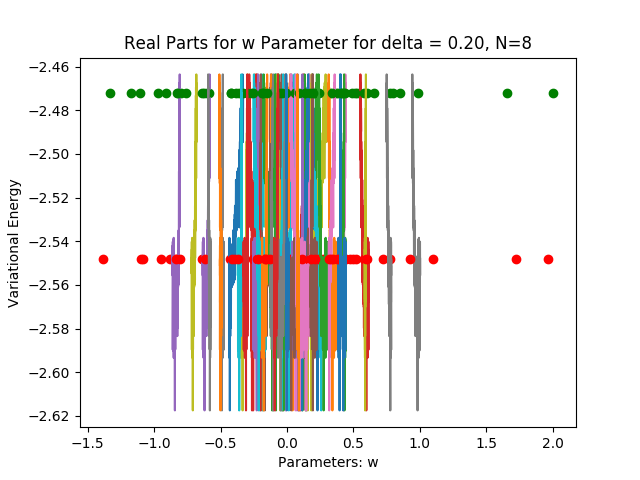 Real Parts for w Parameter for delta = 0.20, N=8
Variational Energy
−2.46
−2.48
−2.50
−2.52
−2.54
−2.56
−2.58
−2.60
−2.62
−1.5 −1.0 −0.5 0.0 0.5 1.0 1.5 2.0
Parameters: w